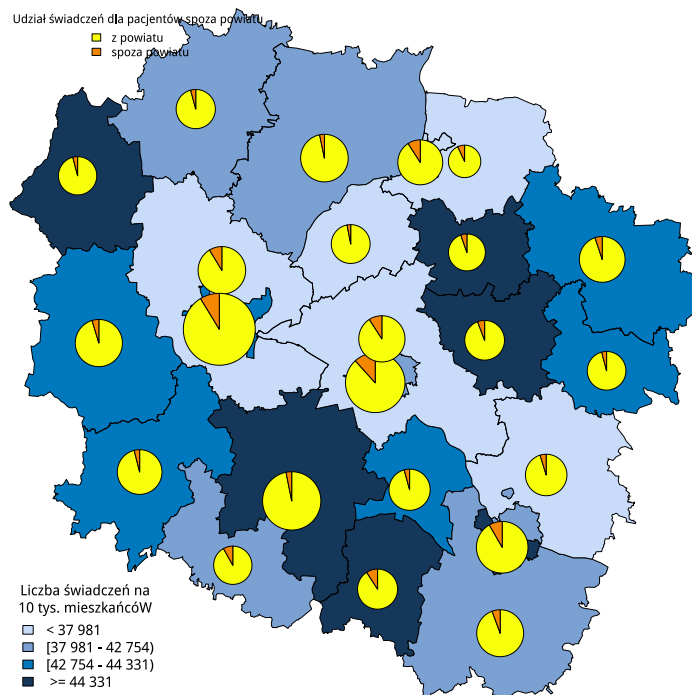 Udział świadczeń dla pacjentów spoza powiatu
z powiatu
spoza powiatu
Liczba świadczeń na
10 tys. mieszkańcóW
< 37 981
[37 981 - 42 754)
[42 754 - 44 331)
>= 44 331